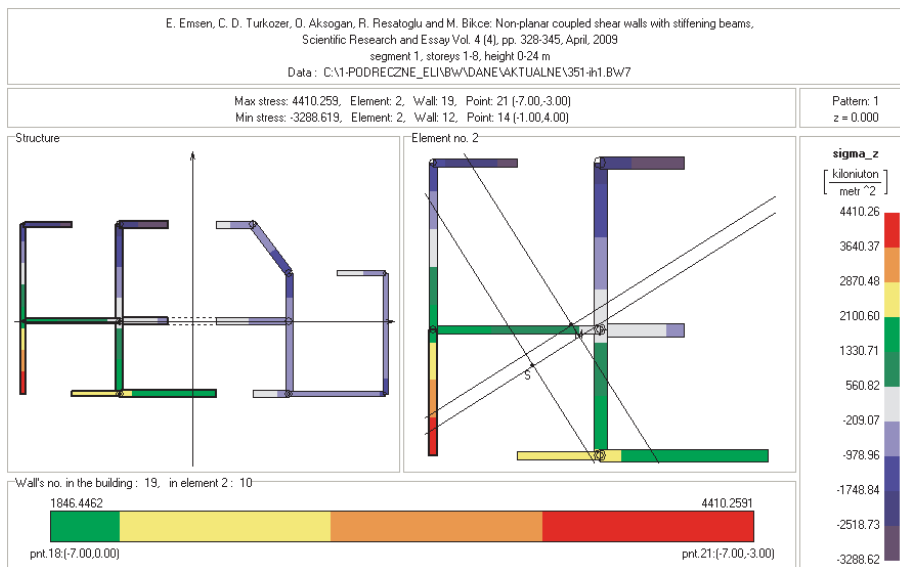 E. Emsen, C. D. Turkozer, O. Aksogan, R. Resatoglu and M. Bikce: Non-planar coupled shear walls with stiffening beams,
Scientific Research and Essay Vol. 4 (4), pp. 328-345, April, 2009
segment 1, storeys 1-8, height 0-24 m
Data : C:\1-PODRECZNE_ELI\BW\DANE\AKTUALNE\351-ih1.BW7
Max stress: 4410.259, Element: 2, Wall: 19, Point: 21 (-7.00,-3.00)
Min stress: -3288.619, Element: 2, Wall: 12, Point: 14 (-1.00,4.00)
Pattern: 1
z = 0.000
Structure
Element no. 2
M
S
sigma_z
[kiloniuton
metr ^2]
4410.26
3640.37
2870.48
2100.60
1330.71
560.82
-209.07
-978.96
-1748.84
-2518.73
-3288.62
Wall's no. in the building : 19, in element 2 : 10
1846.4462
4410.2591
pnt.18:(-7.00,0.00)
pnt.21:(-7.00,-3.00)